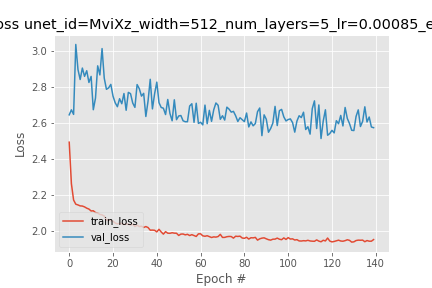 oss unet_id=MviXz_width=512_num_layers=5_lr=0.00085_e
3.0
2.8
2.6
2.4
2.2
2.0
Loss
train_loss
val_loss
0 20 40 60 80 100 120 140
Epoch #